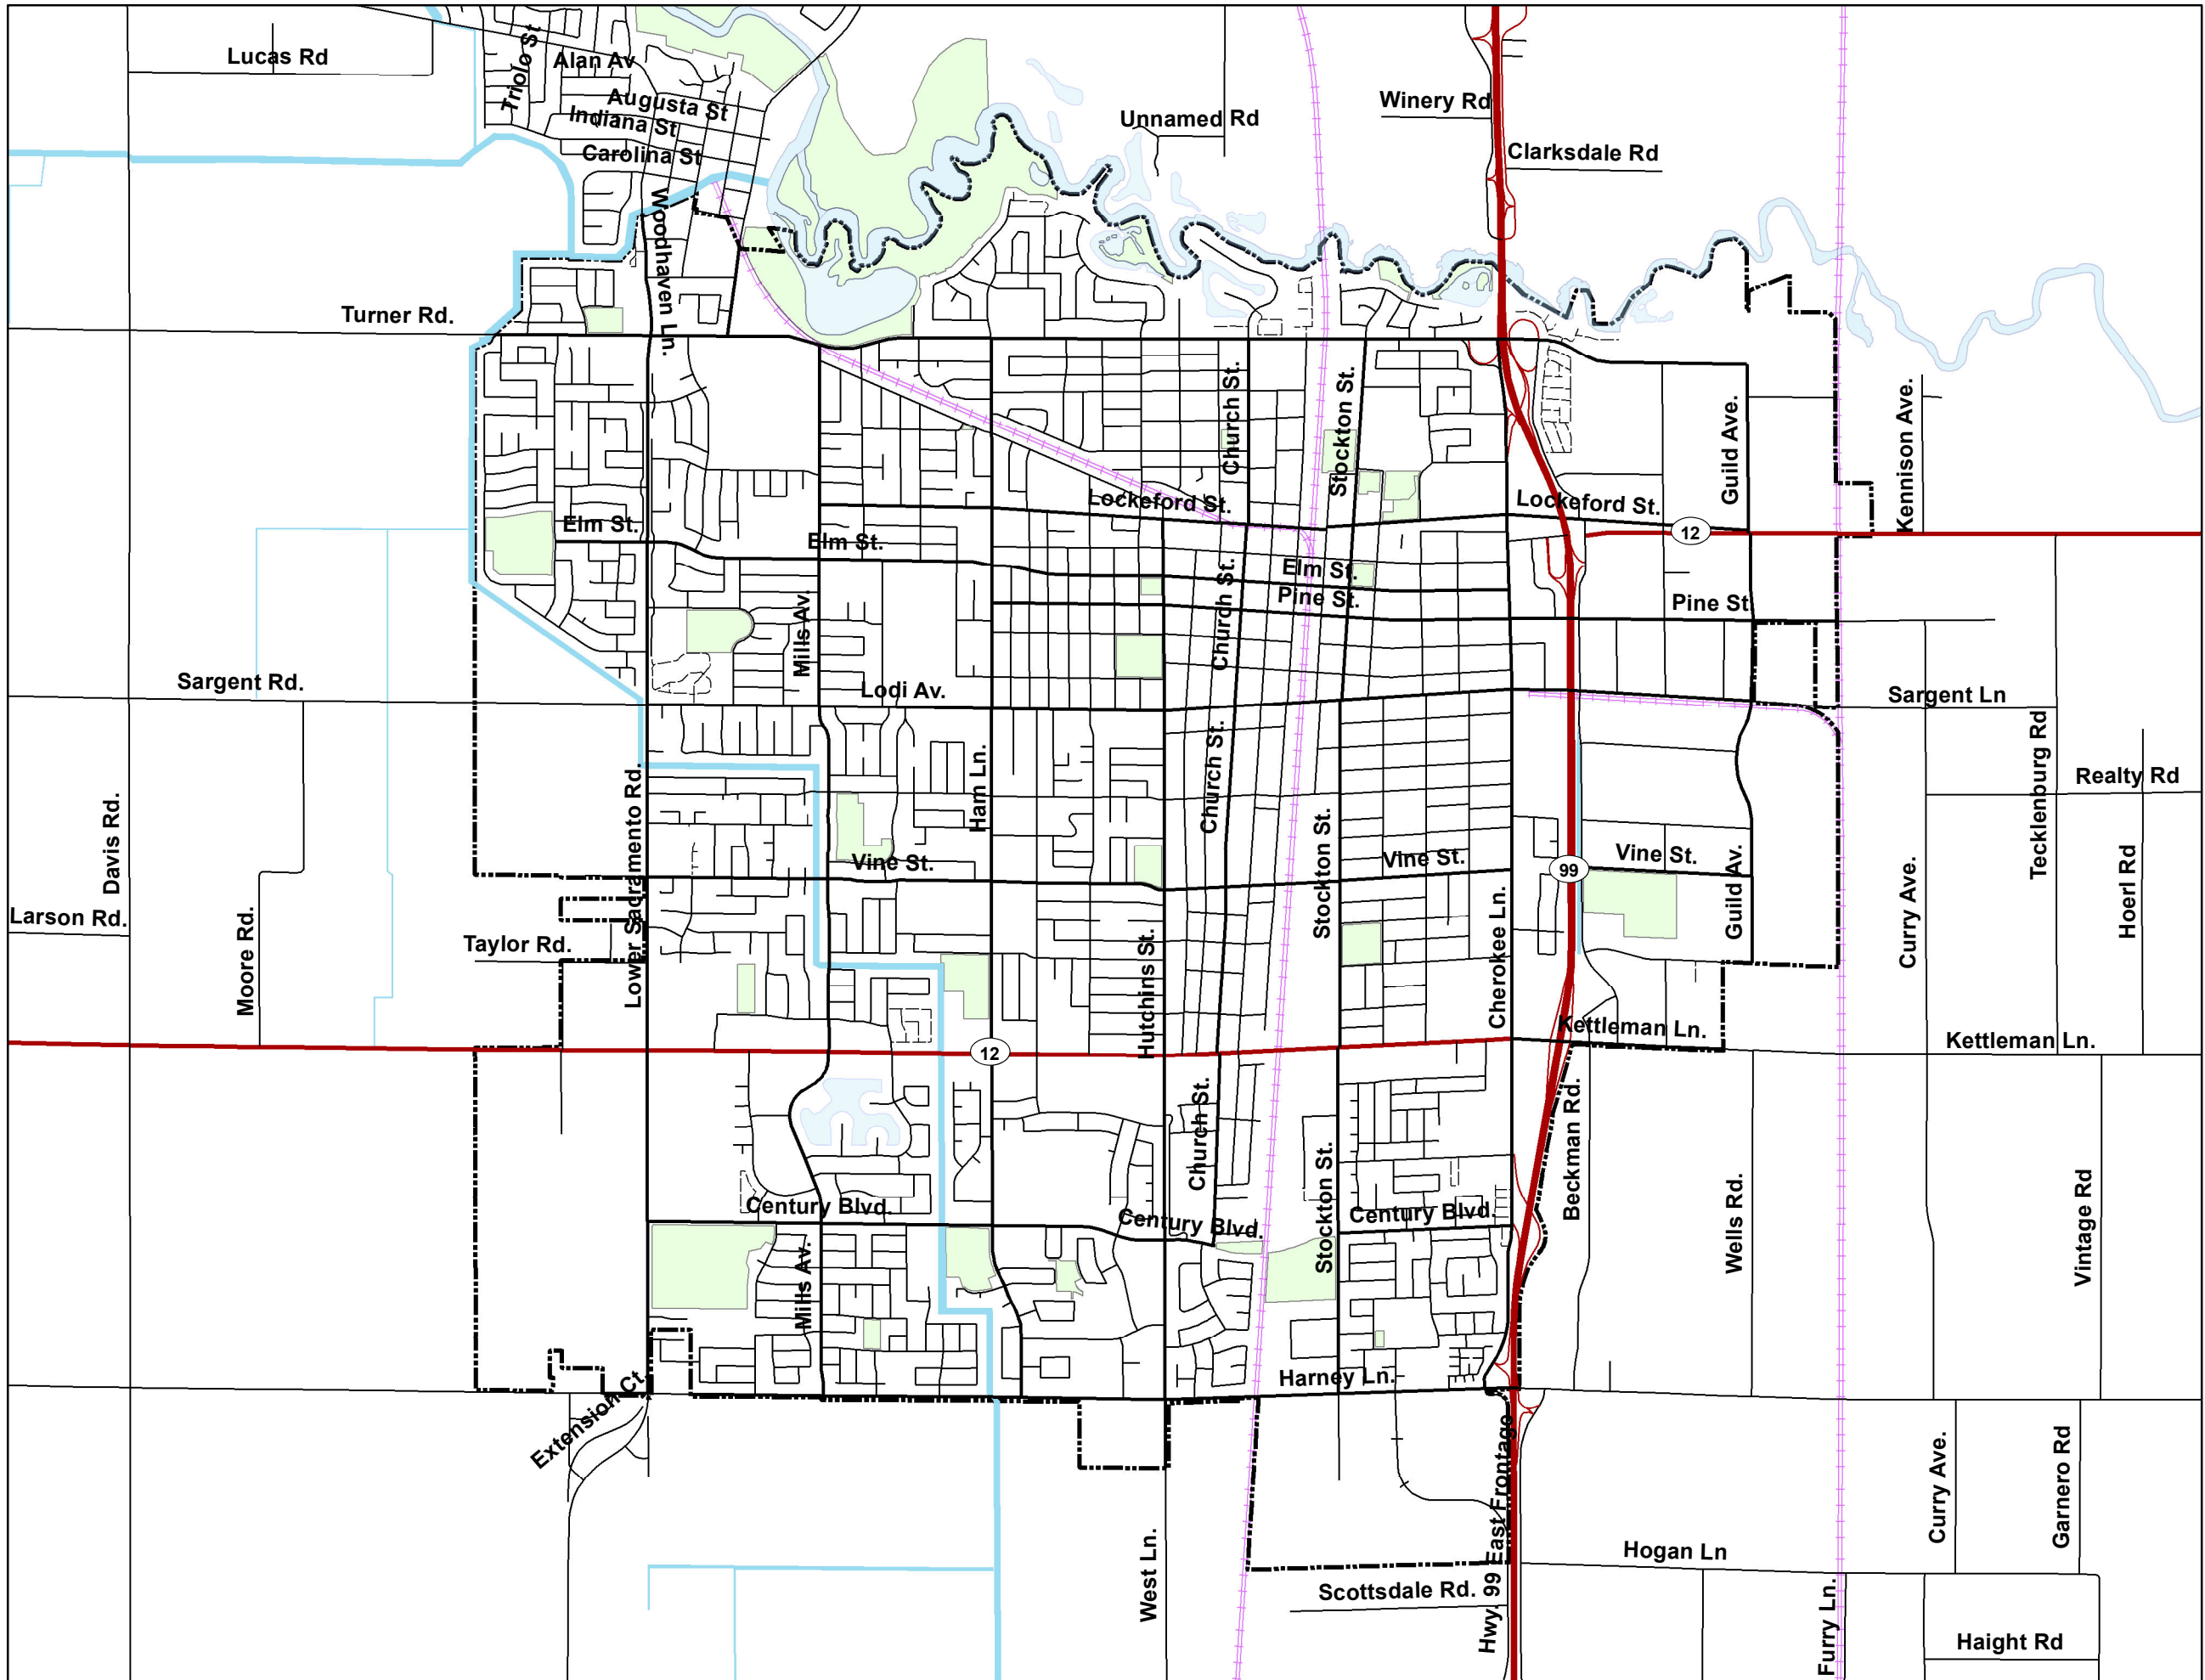 Lucas Rd
Triolo St
Alan Av
Augusta St
Indiana St
Carolina St
Unnamed Rd
Winery Rd
Clarksdale Rd
Woodhaven Ln.
Turner Rd.
Church St.
Stockton St.
Guild Ave.
Kennison Ave.
Lockeford St.
Lockeford St.
Elm St.
Elm St.
12
Elm St.
Pine St.
Pine St.
Church St.
Mills Av.
Sargent Rd.
Lodi Av.
Sargent Ln
Church St.
Ham Ln.
Tecklenburg Rd
Realty Rd
Davis Rd.
Lower Sacramento Rd.
Stockton St.
Vine St.
Vine St.
Vine St.
99
Guild Av.
Curry Ave.
Hoerl Rd
Larson Rd.
Moore Rd.
Taylor Rd.
Hutchins St.
Cherokee Ln.
Kettleman Ln.
Kettleman Ln.
12
Church St.
Stockton St.
Beckman Rd.
Wells Rd.
Vintage Rd
Century Blvd.
Century Blvd.
Century Blvd.
Mills Av.
Harney Ln.
Extension Ct.
Hwy. 99 East Frontage
Curry Ave.
Garnero Rd
West Ln.
Hogan Ln
Scottsdale Rd.
Furry Ln.
Haight Rd